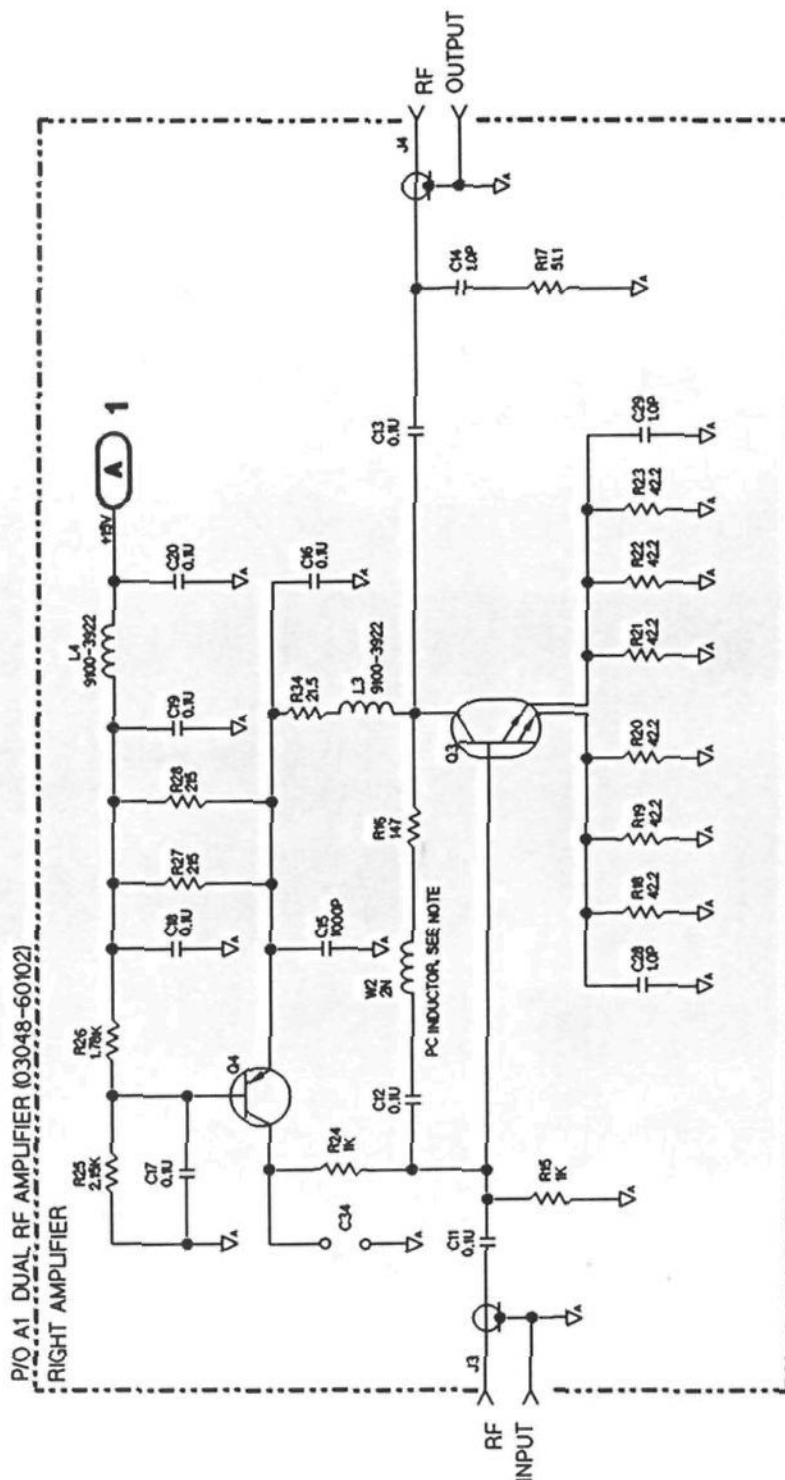 P/O A1 DUAL RF AMPLIFIER (03048-60102)
RIGHT AMPLIFIER
A
1
+15V
L4
9100-3922
C20
0.1U
A
C19
0.1U
A
R28
215
R27
215
C18
0.1U
A
R26
1.78K
R25
2.15K
C17
0.1U
A
Q4
C15
1000P
A
C16
0.1U
A
R34
21.5
L3
9100-3922
R24
1K
C34
A
C12
0.1U
W2
2N
PC INDUCTOR, SEE NOTE
R16
147
Q3
C13
0.1U
C14
1.0P
R17
51.1
A
J4
A
RF
OUTPUT
J3
RF
INPUT
A
C11
0.1U
R15
1K
A
C28
1.0P
A
R18
42.2
A
R19
42.2
A
R20
42.2
A
R21
42.2
A
R22
42.2
A
R23
42.2
A
C29
1.0P
A